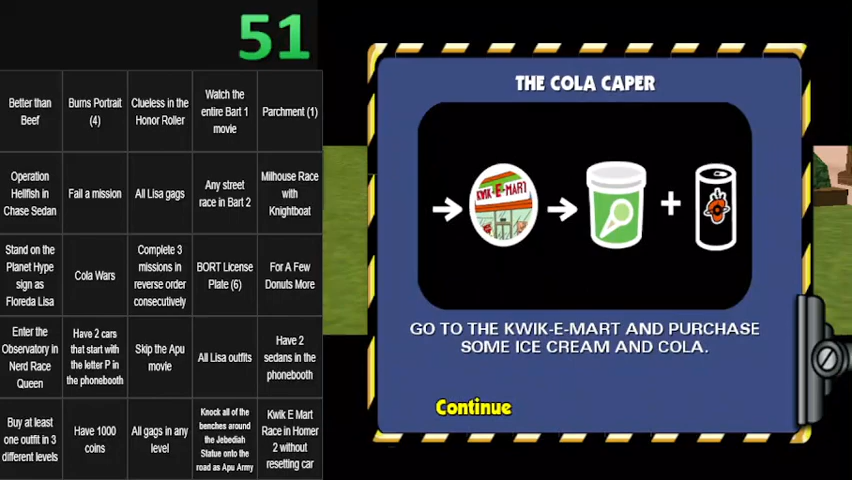 51
Better than
Beef
Burns Portrait
(4)
Clueless in the
Honor Roller
Watch the
entire Bart 1
movie
Parchment (1)
Operation
Hellfish in
Chase Sedan
Fail a mission
All Lisa gags
Any street
race in Bart 2
Milhouse Race
with
Knightboat
Stand on the
Planet Hype
sign as
Floreda Lisa
Cola Wars
Complete 3
missions in
reverse order
consecutively
BORT License
Plate (6)
For A Few
Donuts More
Enter the
Observatory in
Nerd Race
Queen
Have 2 cars
that start with
the letter P in
the phonebooth
Skip the Apu
movie
All Lisa outfits
Have 2
sedans in the
phonebooth
Buy at least
one outfit in 3
different levels
Have 1000
coins
All gags in any
level
Knock all of the
benches around
the Jebediah
Statue onto the
road as Apu Army
Kwik E Mart
Race in Homer
2 without
resetting car
THE COLA CAPER
KWIK-E-MART
GO TO THE KWIK-E-MART AND PURCHASE
SOME ICE CREAM AND COLA.
Continue